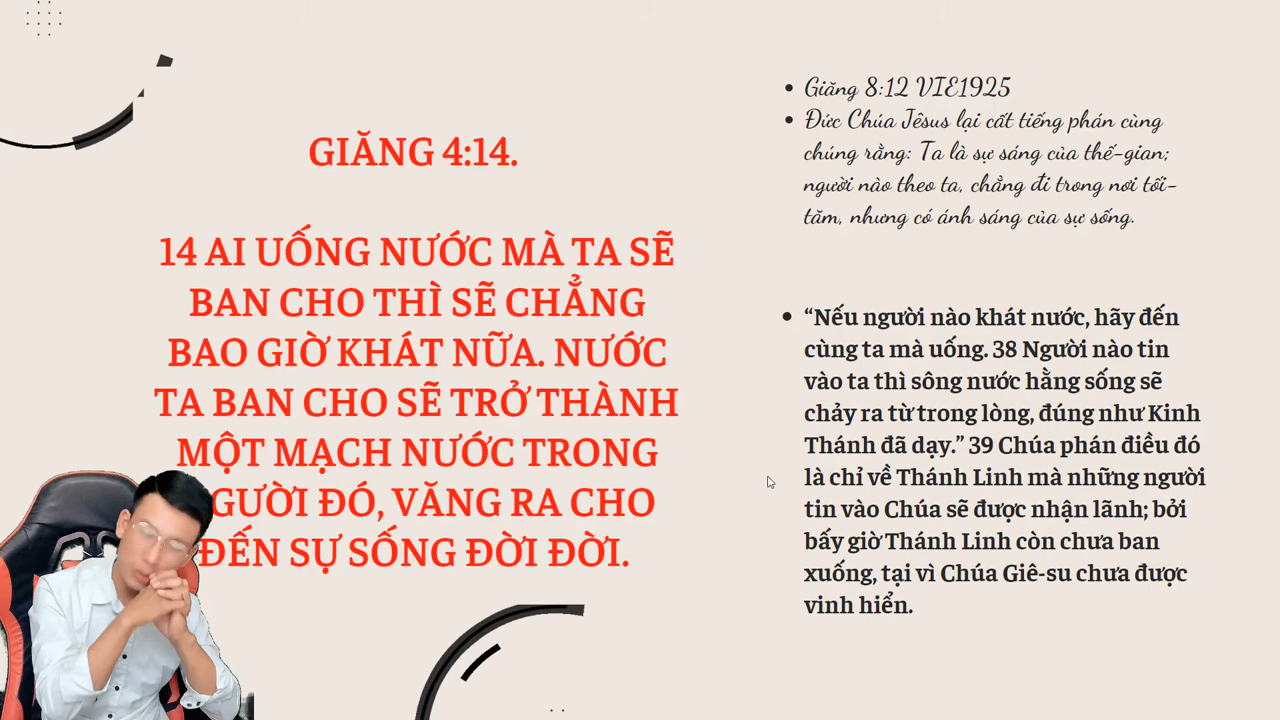 GIĂNG 4:14.
14 AI UỐNG NƯỚC MÀ TA SẼ
BAN CHO THÌ SẼ CHẲNG
BAO GIỜ KHÁT NỮA. NƯỚC
TA BAN CHO SẼ TRỞ THÀNH
MỘT MẠCH NƯỚC TRONG
GƯỜI ĐÓ, VĂNG RA CHO
ĐẾN SỰ SỐNG ĐỜI ĐỜI.
• Giăng 8:12 VIE1925
• Đức Chúa Jêsus lại cất tiếng phán cùng
chúng rằng: Ta là sự sáng của thế-gian;
người nào theo ta, chẳng đi trong nơi tối-
tăm, nhưng có ánh sáng của sự sống.
• “Nếu người nào khát nước, hãy đến
cùng ta mà uống. 38 Người nào tin
vào ta thì sông nước hằng sống sẽ
chảy ra từ trong lòng, đúng như Kinh
Thánh đã dạy.” 39 Chúa phán điều đó
là chỉ về Thánh Linh mà những người
tin vào Chúa sẽ được nhận lãnh; bởi
bấy giờ Thánh Linh còn chưa ban
xuống, tại vì Chúa Giê-su chưa được
vinh hiển.